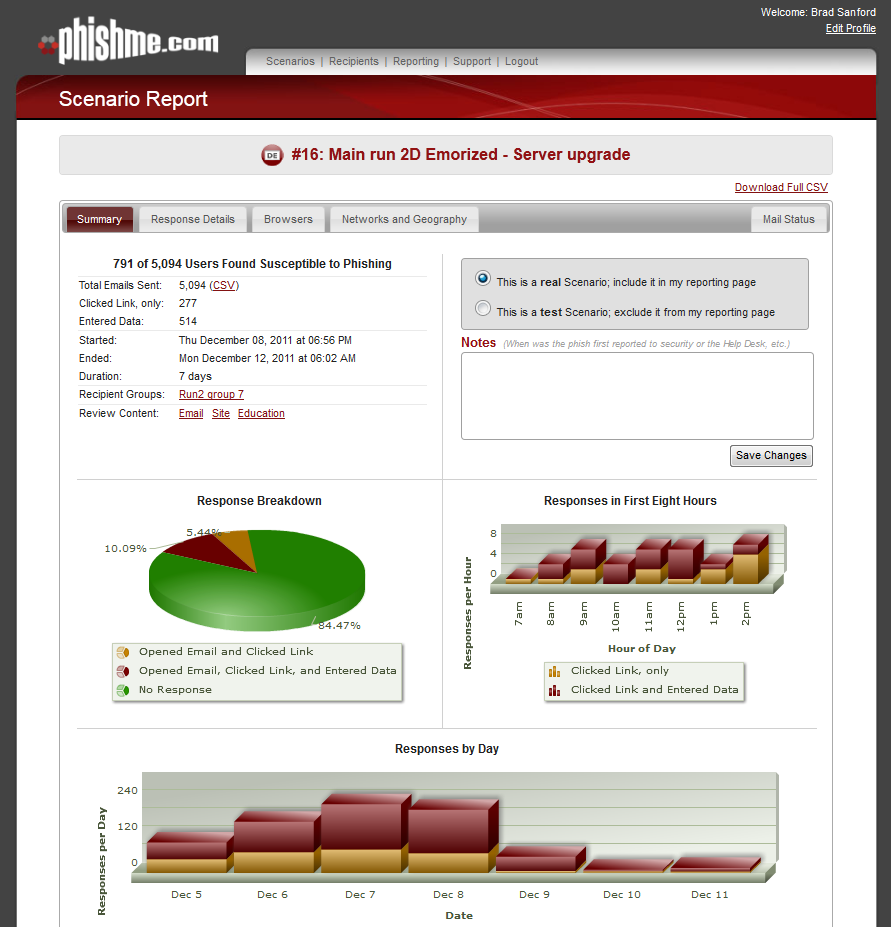 Welcome: Brad Sanford
Edit Profile
phishme.com
Scenarios | Recipients | Reporting | Support | Logout
Scenario Report
DE #16: Main run 2D Emorized - Server upgrade
Download Full CSV
Summary Response Details Browsers Networks and Geography Mail Status
791 of 5,094 Users Found Susceptible to Phishing
Total Emails Sent: 5,094 (CSV)
Clicked Link, only: 277
Entered Data: 514
Started: Thu December 08, 2011 at 06:56 PM
Ended: Mon December 12, 2011 at 06:02 AM
Duration: 7 days
Recipient Groups: Run2 group 7
Review Content: Email Site Education
This is a real Scenario; include it in my reporting page
This is a test Scenario; exclude it from my reporting page
Notes (When was the phish first reported to security or the Help Desk, etc.)
Save Changes
Response Breakdown
5.44%
10.09%
84.47%
Opened Email and Clicked Link
Opened Email, Clicked Link, and Entered Data
No Response
Responses in First Eight Hours
Responses per Hour
8
4
0
7am 8am 9am 10am 11am 12pm 1pm 2pm
Hour of Day
Clicked Link, only
Clicked Link and Entered Data
Responses by Day
Responses per Day
240
120
0
Dec 5 Dec 6 Dec 7 Dec 8 Dec 9 Dec 10 Dec 11
Date